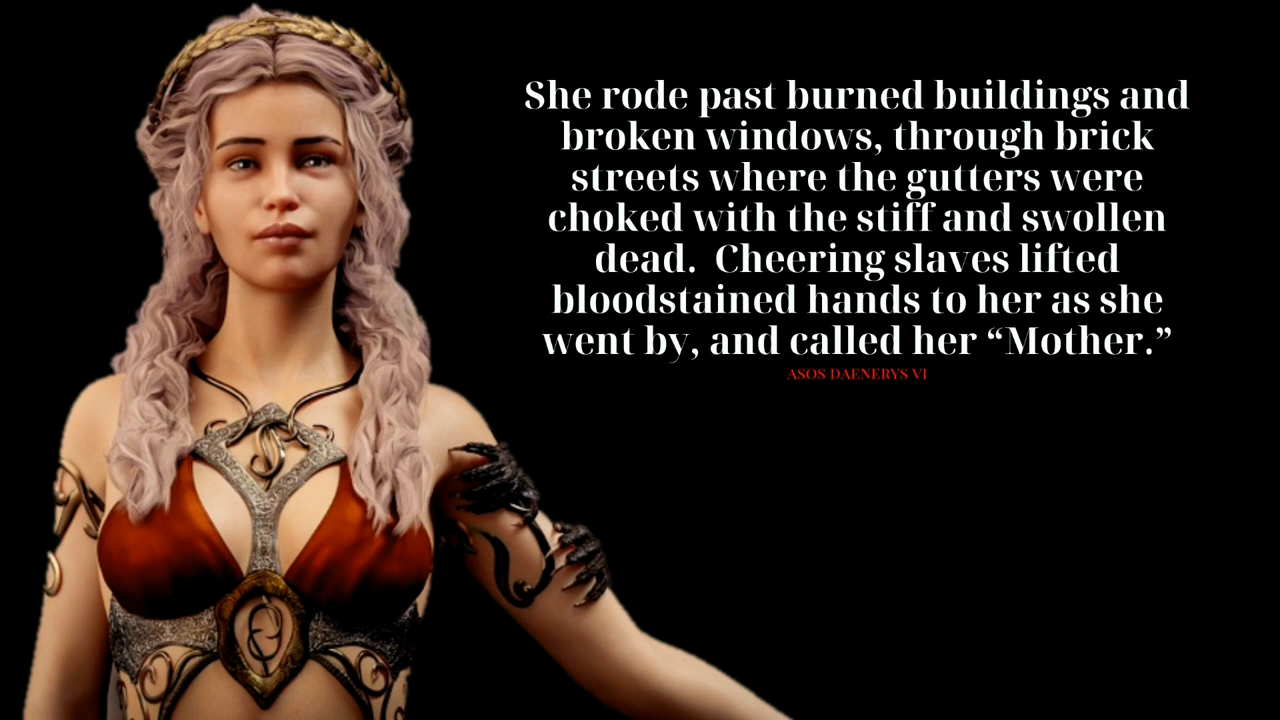 She rode past burned buildings and
broken windows, through brick
streets where the gutters were
choked with the stiff and swollen
dead.  Cheering slaves lifted
bloodstained hands to her as she
went by, and called her “Mother.”
ASOS DAENERYS VI